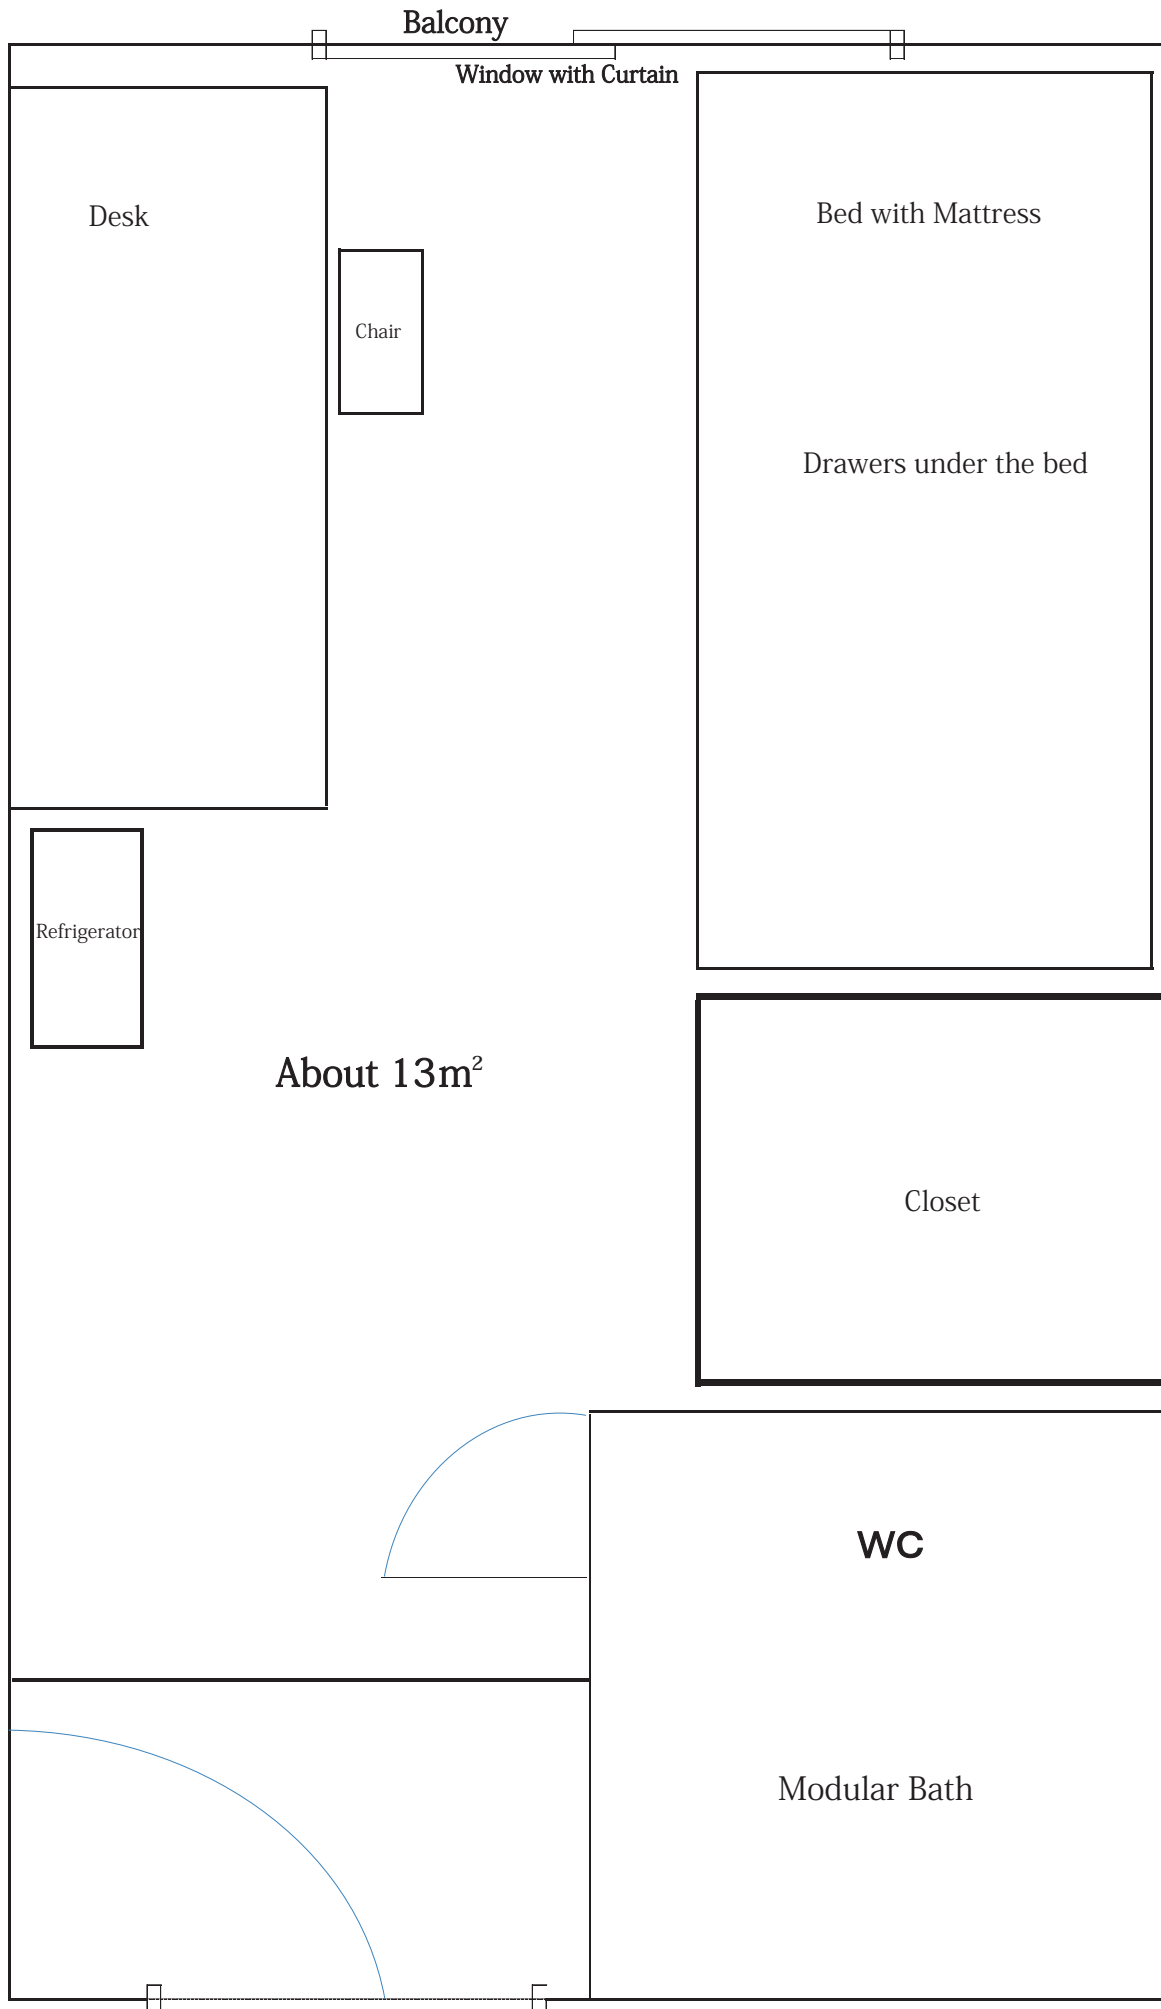 Balcony
Window with Curtain
Desk
Bed with Mattress
Chair
Drawers under the bed
Refrigerator
About 13m²
Closet
WC
Modular Bath